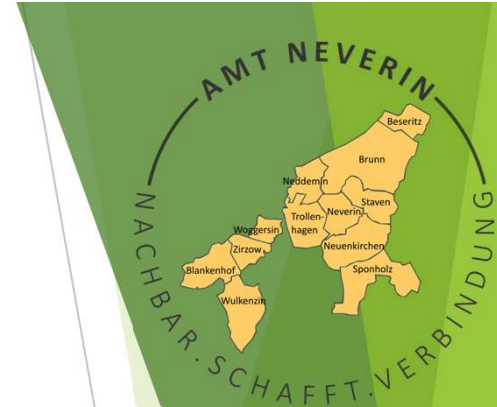 AMT NEVERIN
Beseritz
Brunn
Neddemin
Staven
Neverin
Trollen-
hagen
Woggersin
Neuenkirchen
Zirzow
Sponholz
Blankenhof
Wulkenzin
NACHBAR.SCHAFFT.VERBINDUNG